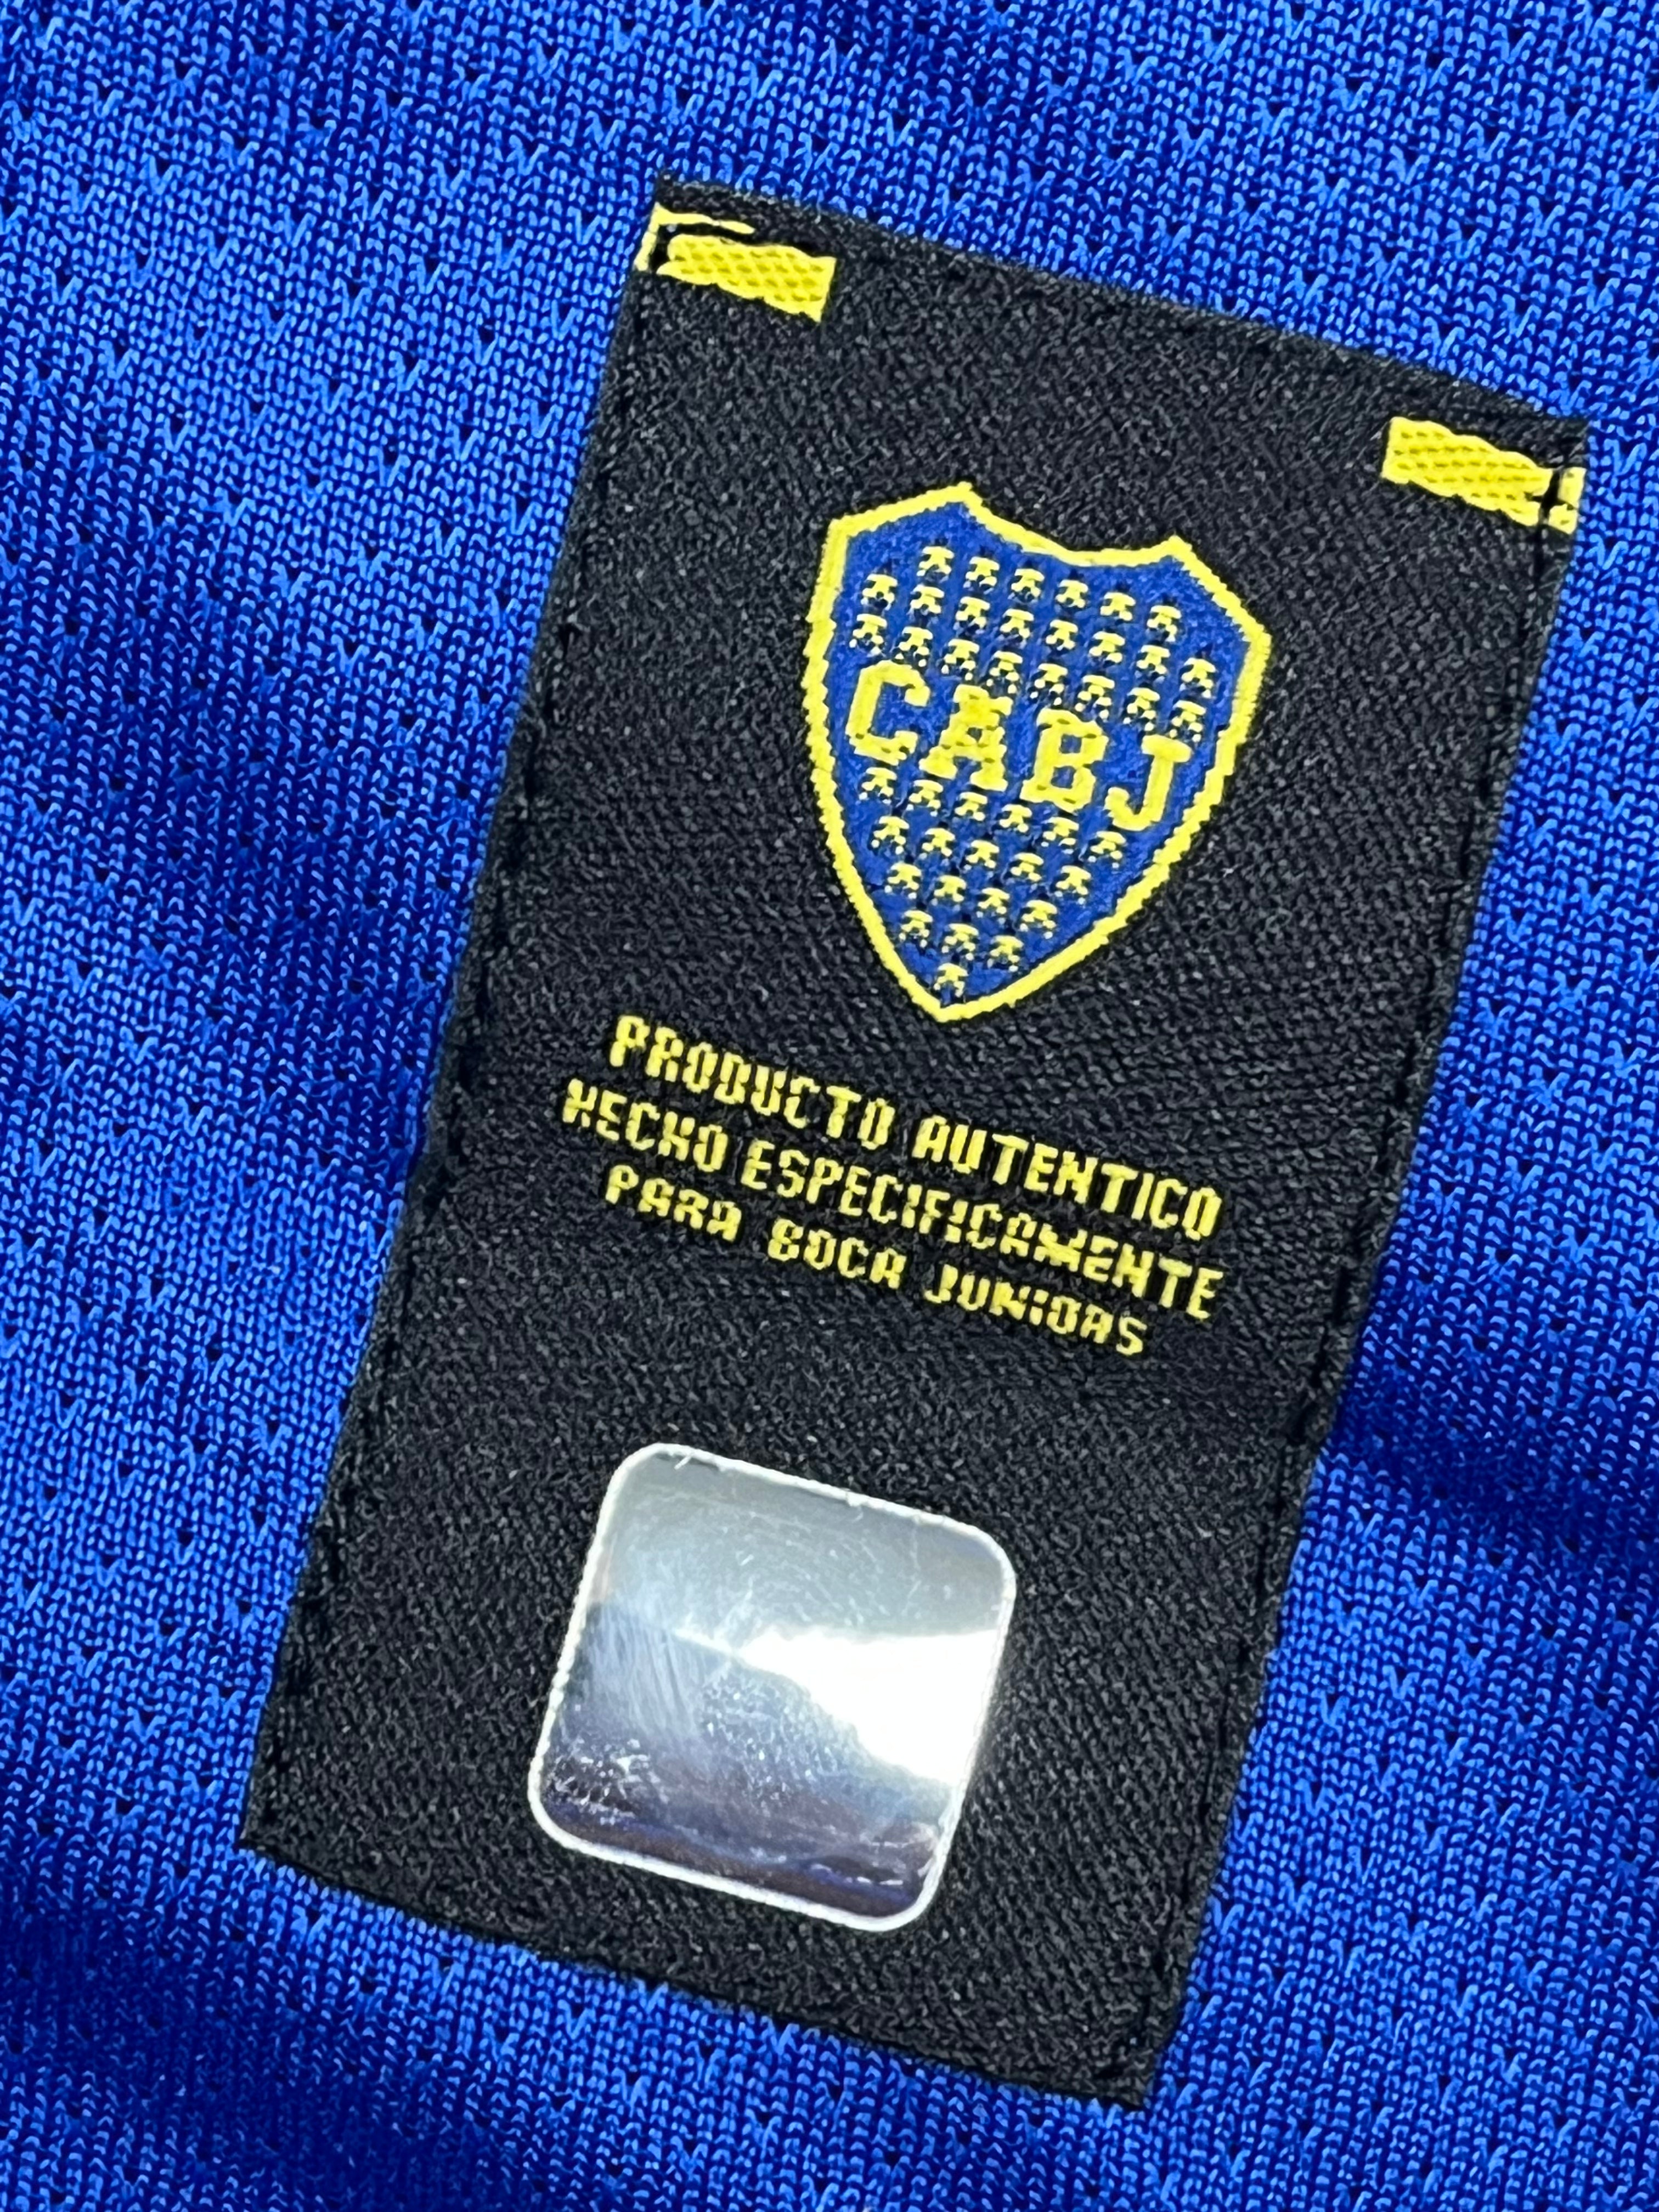 CABJ
PRODUCTO AUTENTICO
HECHO ESPECIFICAMENTE
PARA BOCA JUNIORS